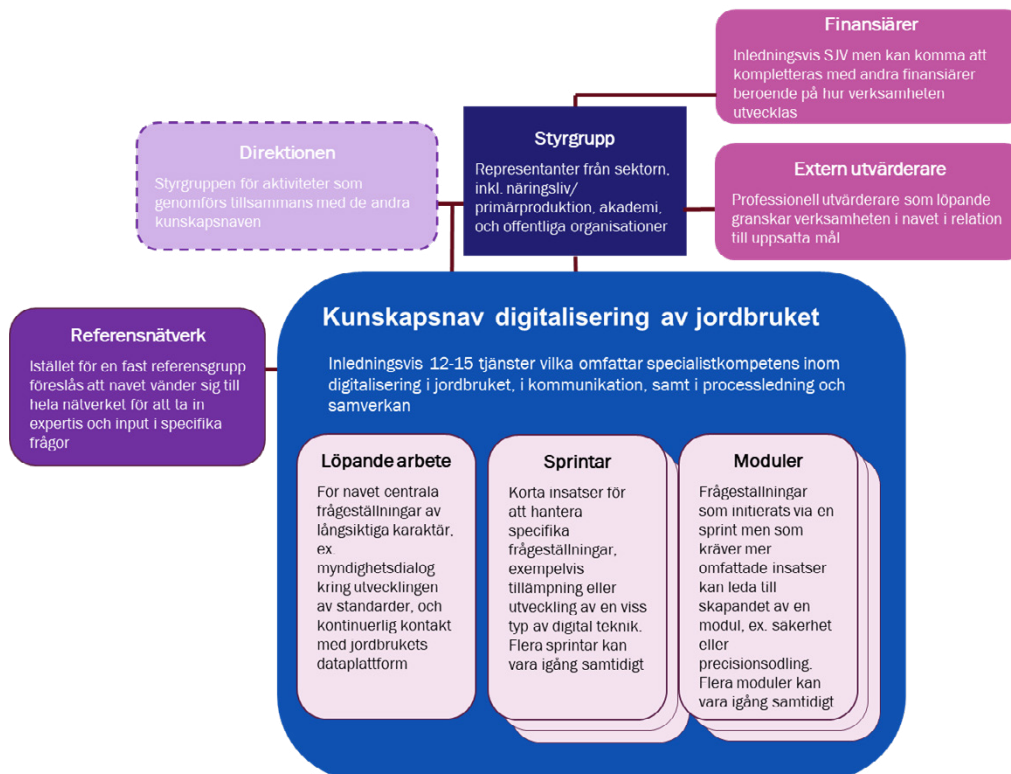 Finansiärer
Inledningsvis SJV men kan komma att
kompletteras med andra finansiärer
beroende på hur verksamheten
utvecklas
Styrgrupp
Representanter från sektorn,
inkl. näringsliv/
primärproduktion, akademi,
och offentliga organisationer
Direktionen
Styrgruppen för aktiviteter som
genomförs tillsammans med de andra
kunskapsnaven
Extern utvärderare
Professionell utvärderare som löpande
granskar verksamheten i navet i relation
till uppsatta mål
Referensnätverk
Istället för en fast referensgrupp
föreslås att navet vänder sig till
hela nätverket för att ta in
expertis och input i specifika
frågor
Kunskapsnav digitalisering av jordbruket
Inledningsvis 12-15 tjänster vilka omfattar specialistkompetens inom
digitalisering i jordbruket, i kommunikation, samt i processledning och
samverkan
Löpande arbete
För navet centrala
frågeställningar av
långsiktiga karaktär,
ex.
myndighetsdialog
kring utvecklingen
av standarder, och
kontinuerlig kontakt
med jordbrukets
dataplattform
Sprintar
Korta insatser för
att hantera
specifika
frågeställningar,
exempelvis
tillämpning eller
utveckling av en viss
typ av digital teknik.
Flera sprintar kan
vara igång samtidigt
Moduler
Frågeställningar
som initierats via en
sprint men som
kräver mer
omfattade insatser
kan leda till
skapandet av en
modul, ex. säkerhet
eller
precisionsodling.
Flera moduler kan
vara igång samtidigt